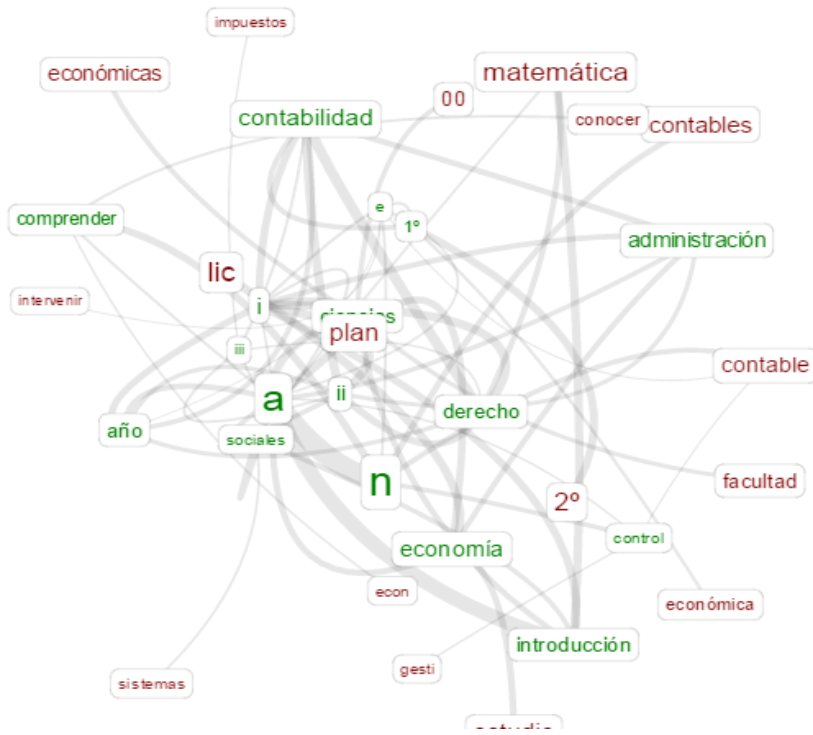 impuestos
económicas
matemática
00
contabilidad
conocer
contables
e
comprender
1º
administración
lic
intervenir
i
ciencias
plan
iii
contable
a
ii
derecho
año
sociales
n
facultad
2º
control
economía
econ
económica
introducción
gesti
sistemas